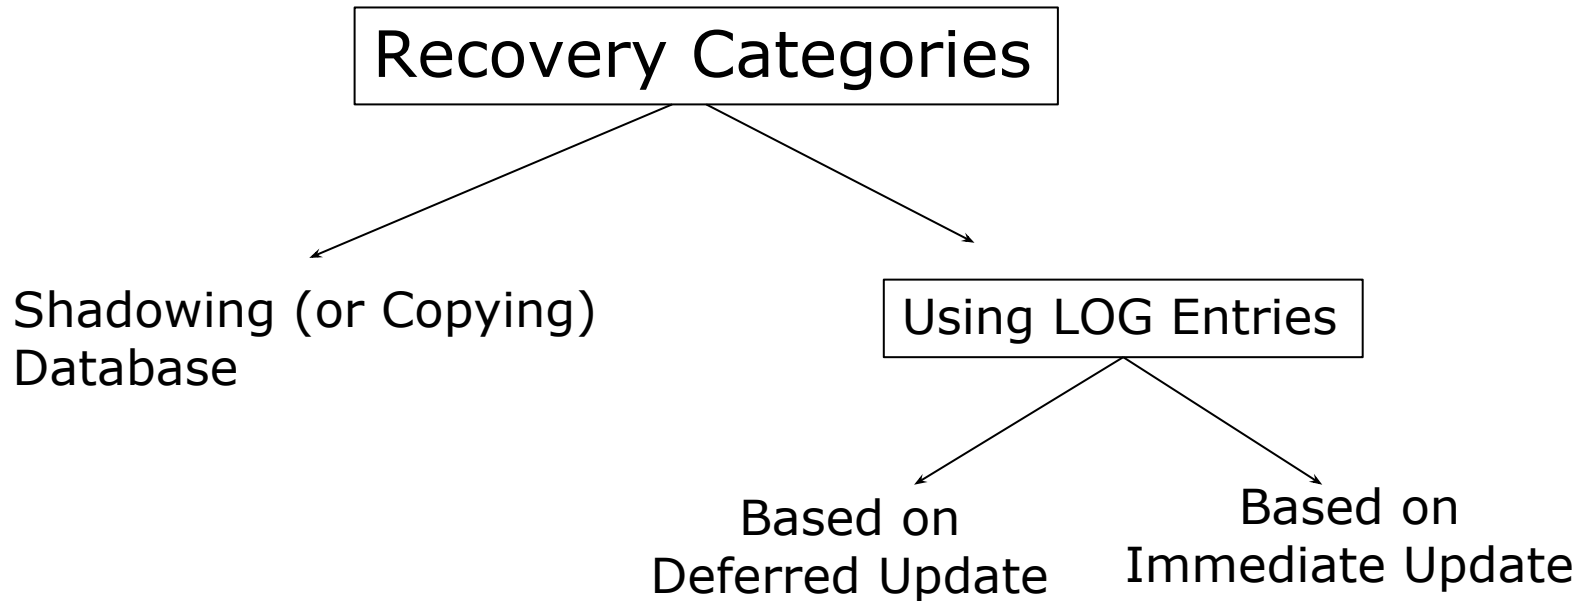 Recovery Categories
Shadowing (or Copying)
Database
Using LOG Entries
Based on
Deferred Update
Based on
Immediate Update